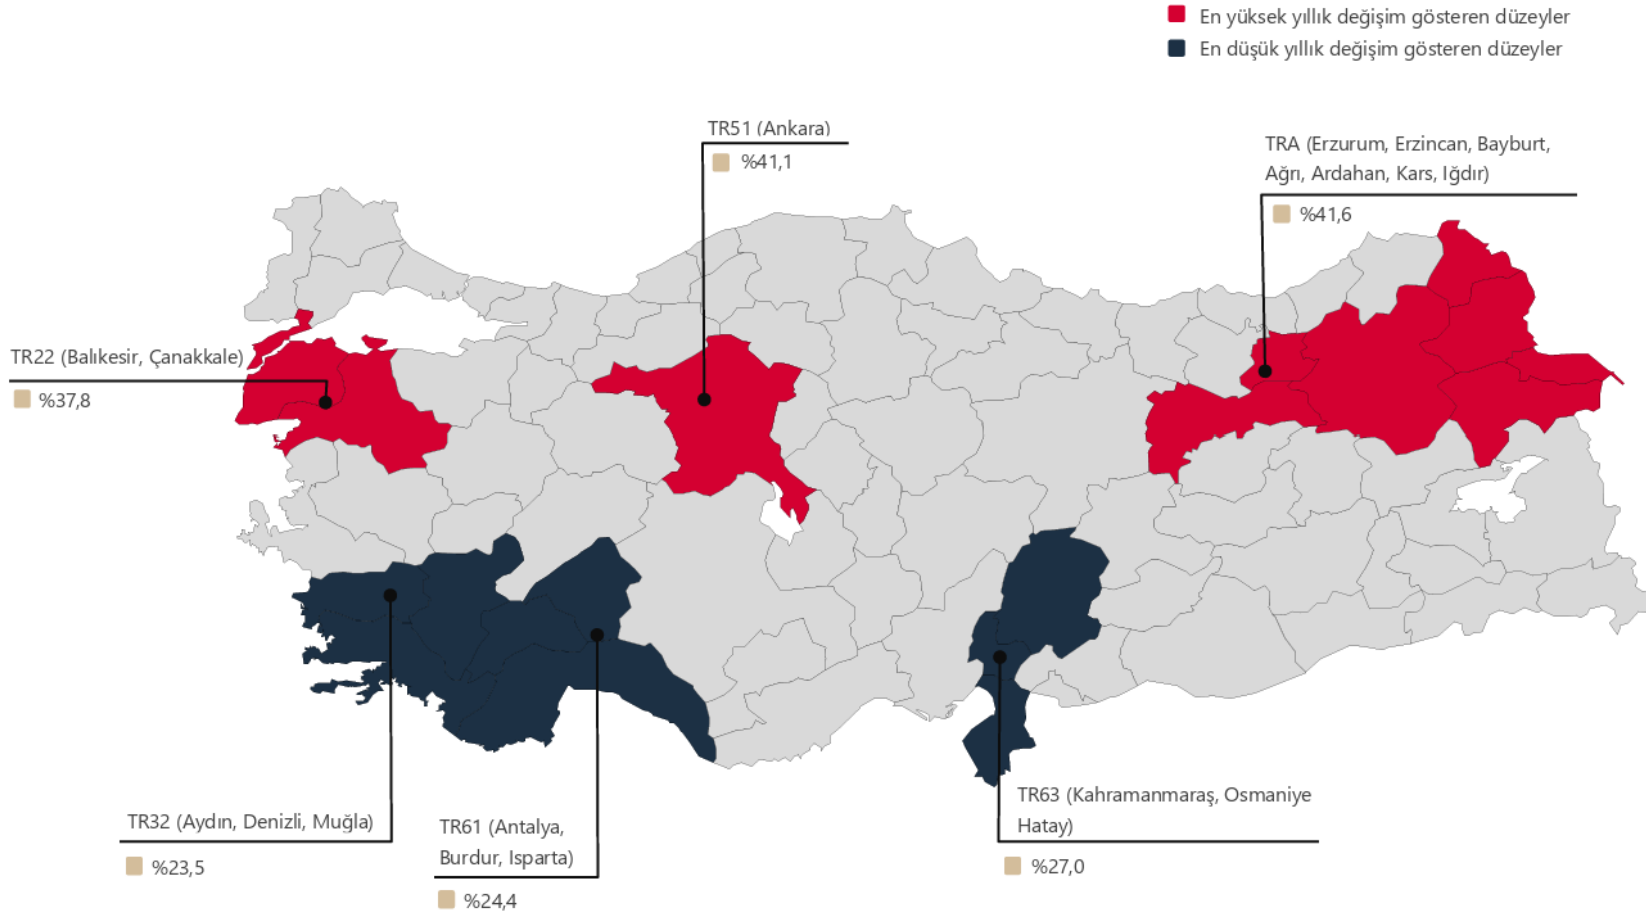 En yüksek yıllık değişim gösteren düzeyler
En düşük yıllık değişim gösteren düzeyler
TR51 (Ankara)
%41,1
TRA (Erzurum, Erzincan, Bayburt,
Ağrı, Ardahan, Kars, Iğdır)
%41,6
TR22 (Balıkesir, Çanakkale)
%37,8
TR32 (Aydın, Denizli, Muğla)
%23,5
TR61 (Antalya,
Burdur, Isparta)
%24,4
TR63 (Kahramanmaraş, Osmaniye
Hatay)
%27,0